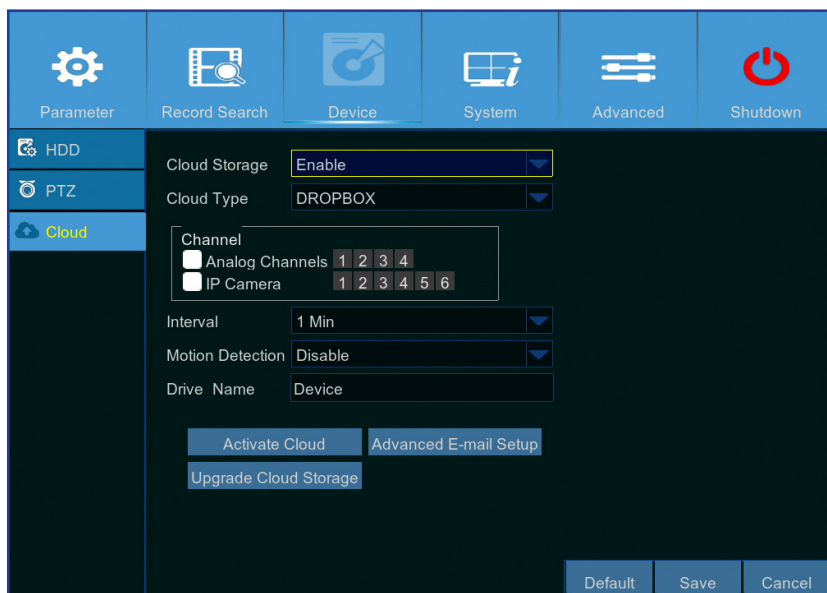 Parameter Record Search Device System Advanced Shutdown
HDD
PTZ
Cloud
Cloud Storage Enable
Cloud Type DROPBOX
Channel
Analog Channels 1 2 3 4
IP Camera 1 2 3 4 5 6
Interval 1 Min
Motion Detection Disable
Drive Name Device
Activate Cloud Advanced E-mail Setup
Upgrade Cloud Storage
Default Save Cancel